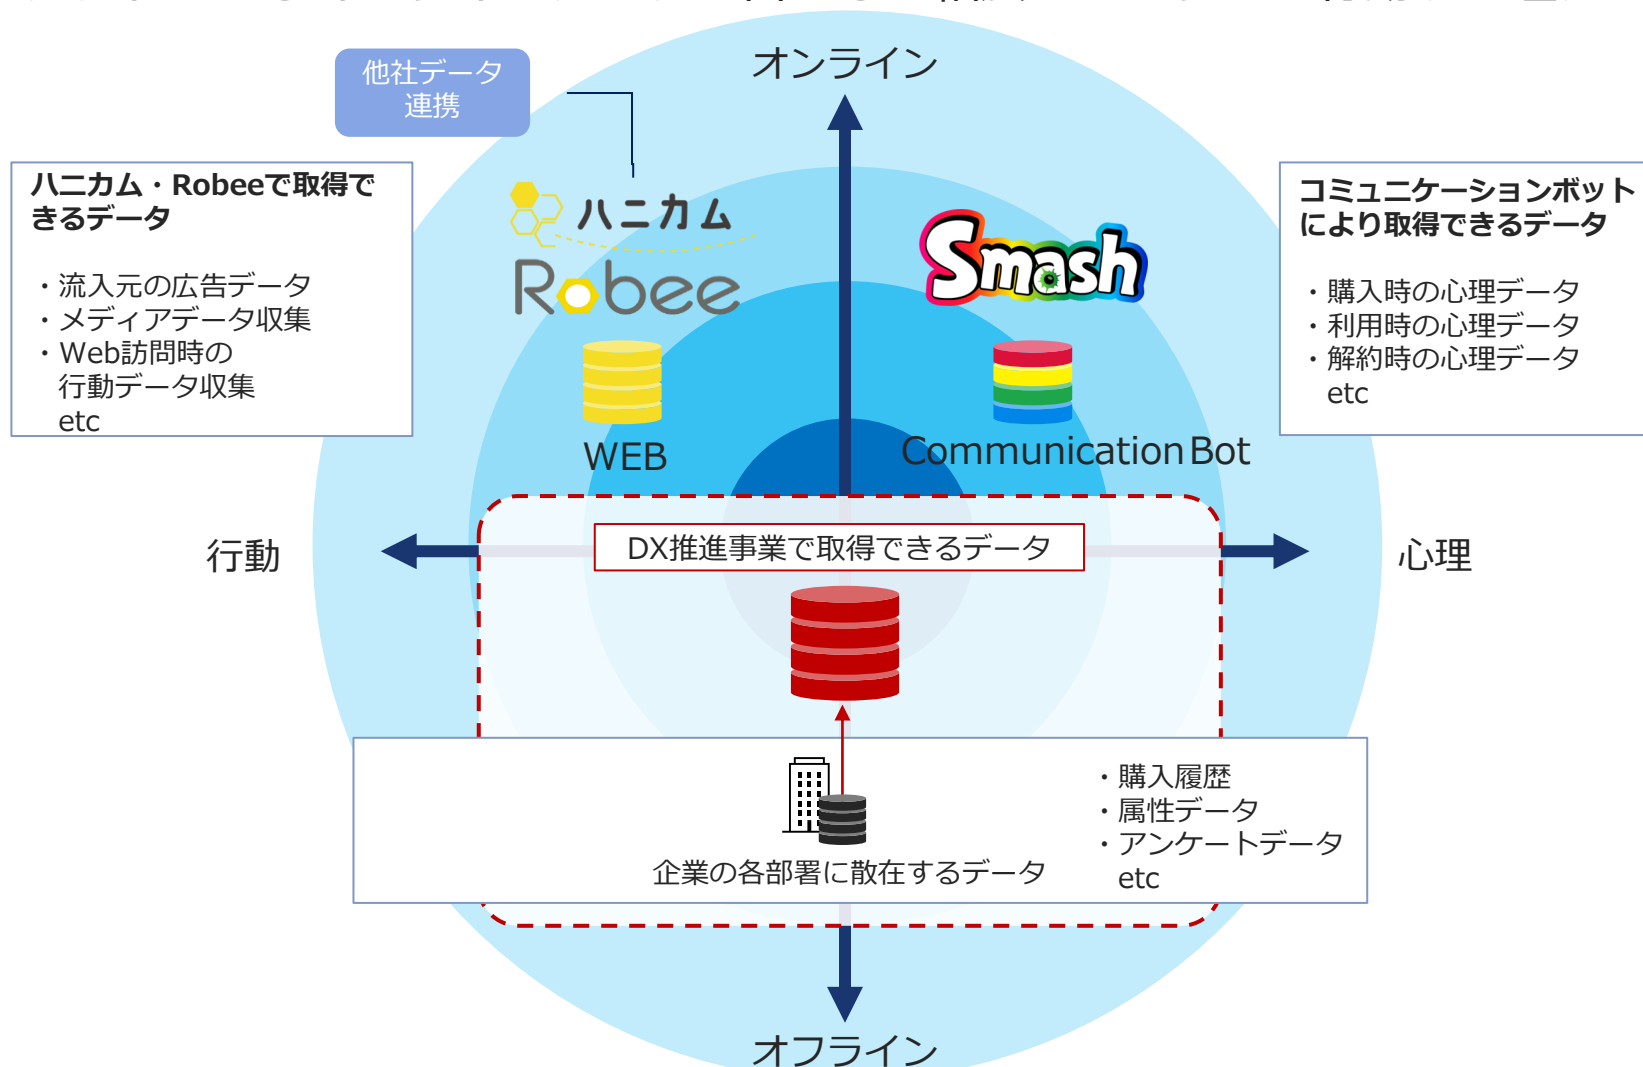 オンライン
他社データ
連携
ハニカム・Robeeで取得で
きるデータ
・流入元の広告データ
・メディアデータ収集
・Web訪問時の
行動データ収集
etc
ハニカム
Robee
WEB
Smash
Communication Bot
コミュニケーションボット
により取得できるデータ
・購入時の心理データ
・利用時の心理データ
・解約時の心理データ
etc
行動
DX推進事業で取得できるデータ
心理
企業の各部署に散在するデータ
・購入履歴
・属性データ
・アンケートデータ
etc
オフライン